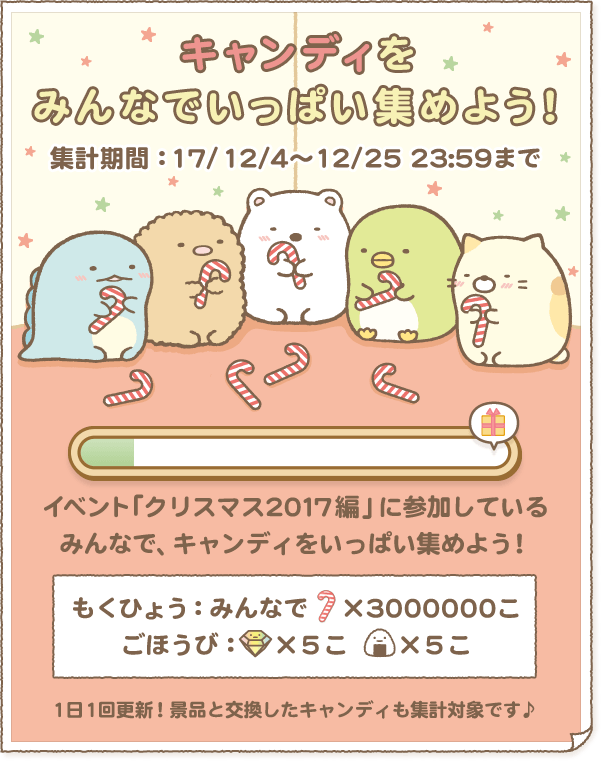 キャンディを
みんなでいっぱい集めよう!
集計期間:17/12/4〜12/25 23:59まで
イベント「クリスマス2017編」に参加している
みんなで、キャンディをいっぱい集めよう!
もくひょう:みんなで ×3000000こ
ごほうび: ×5こ ×5こ
1日1回更新!景品と交換したキャンディも集計対象です♪